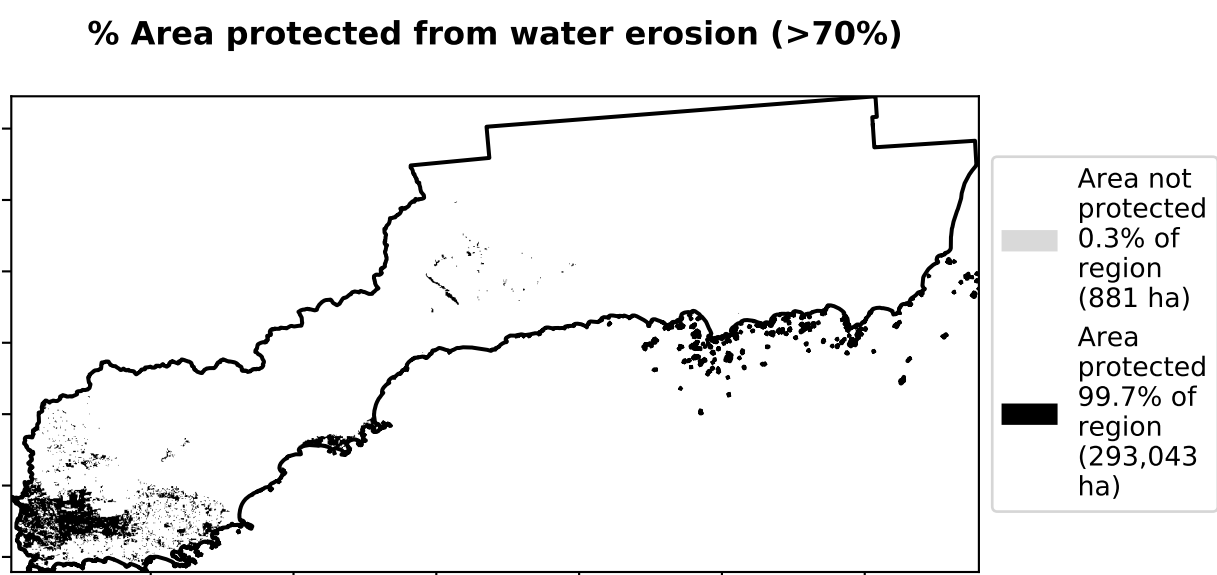 % Area protected from water erosion (>70%)
Area not
protected
0.3% of
region
(881 ha)
Area
protected
99.7% of
region
(293,043
ha)